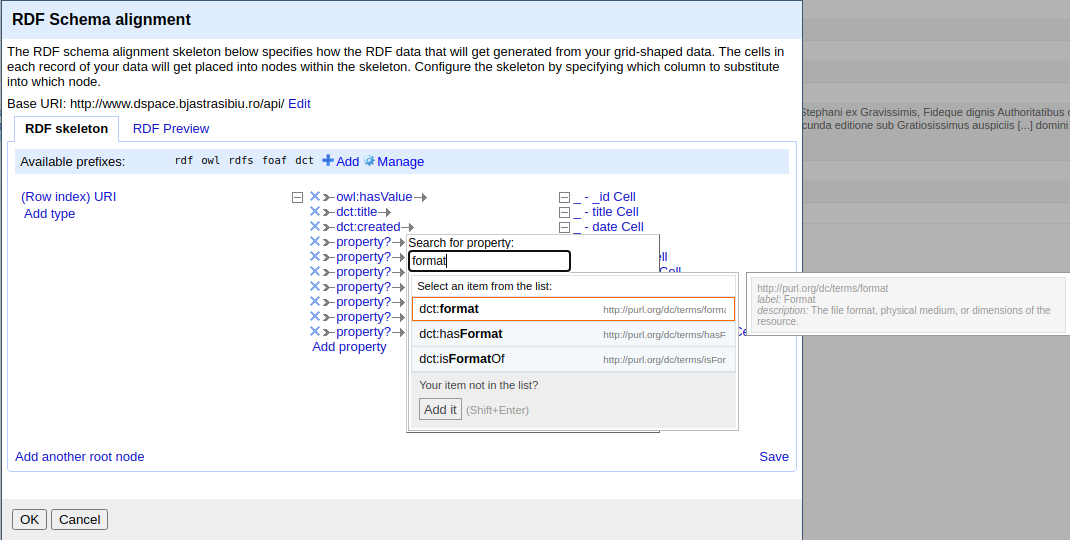 RDF Schema alignment
The RDF schema alignment skeleton below specifies how the RDF data that will get generated from your grid-shaped data. The cells in
each record of your data will get placed into nodes within the skeleton. Configure the skeleton by specifying which column to substitute
into which node.
Base URI: http://www.dspace.bjastrasibiu.ro/api/ Edit
RDF skeleton RDF Preview
Available prefixes: rdf owl rdfs foaf dct Add Manage
(Row index) URI
Add type
owl:hasValue _ - _id Cell
dct:title _ - title Cell
dct:created _ - date Cell
property?
property?
property?
property?
property?
property?
property?
Add property
Search for property:
format
Select an item from the list:
dct:format http://purl.org/dc/terms/forma
dct:hasFormat http://purl.org/dc/terms/hasF
dct:isFormatOf http://purl.org/dc/terms/isFor
Your item not in the list?
Add it (Shift+Enter)
http://purl.org/dc/terms/format
label: Format
description: The file format, physical medium, or dimensions of the
resource.
Stephani ex Gravissimis, Fideque dignis Authoritatibus
cunda editione sub Gratiosissimus auspiciis [...] domini
Add another root node Save
OK Cancel